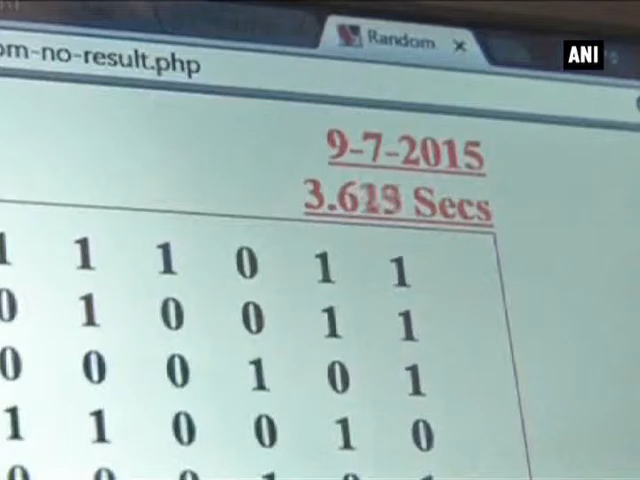 Random
ANI
om-no-result.php
9-7-2015
Secs
1 1 1 0 1 1
0 1 0 0 1 1
0 0 0 1 0 1
1 1 0 0 1 0